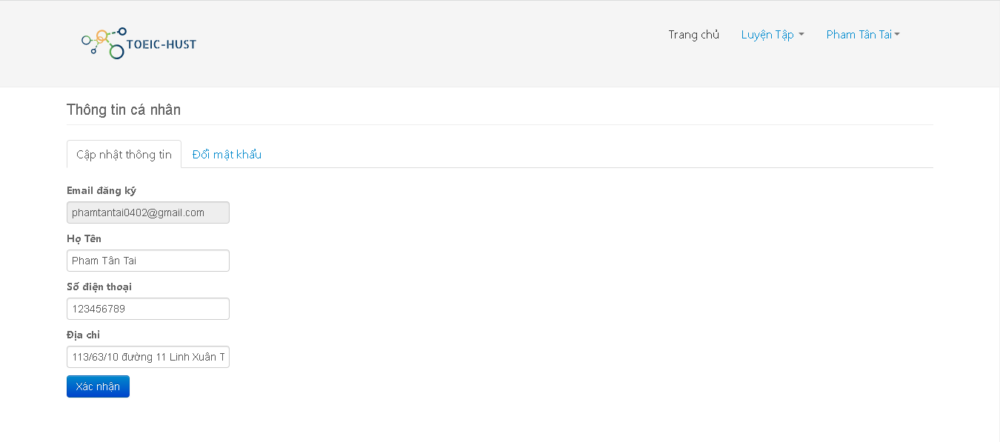 TOEIC-HUST
Trang chủ Luyện Tập Pham Tân Tai
Thông tin cá nhân
Cập nhật thông tin Đổi mật khẩu
Email đăng ký
phamtantai0402@gmail.com
Họ Tên
Pham Tân Tai
Số điện thoại
123456789
Địa chỉ
113/63/10 đường 11 Linh Xuân T
Xác nhận